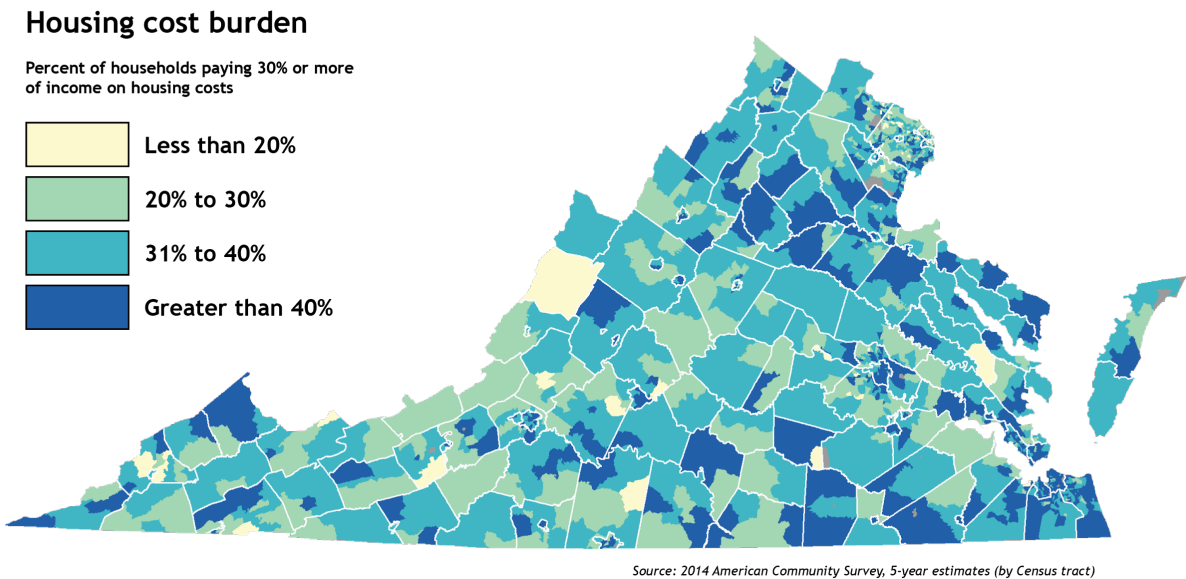 Housing cost burden
Percent of households paying 30% or more
of income on housing costs
Less than 20%
20% to 30%
31% to 40%
Greater than 40%
Source: 2014 American Community Survey, 5-year estimates (by Census tract)